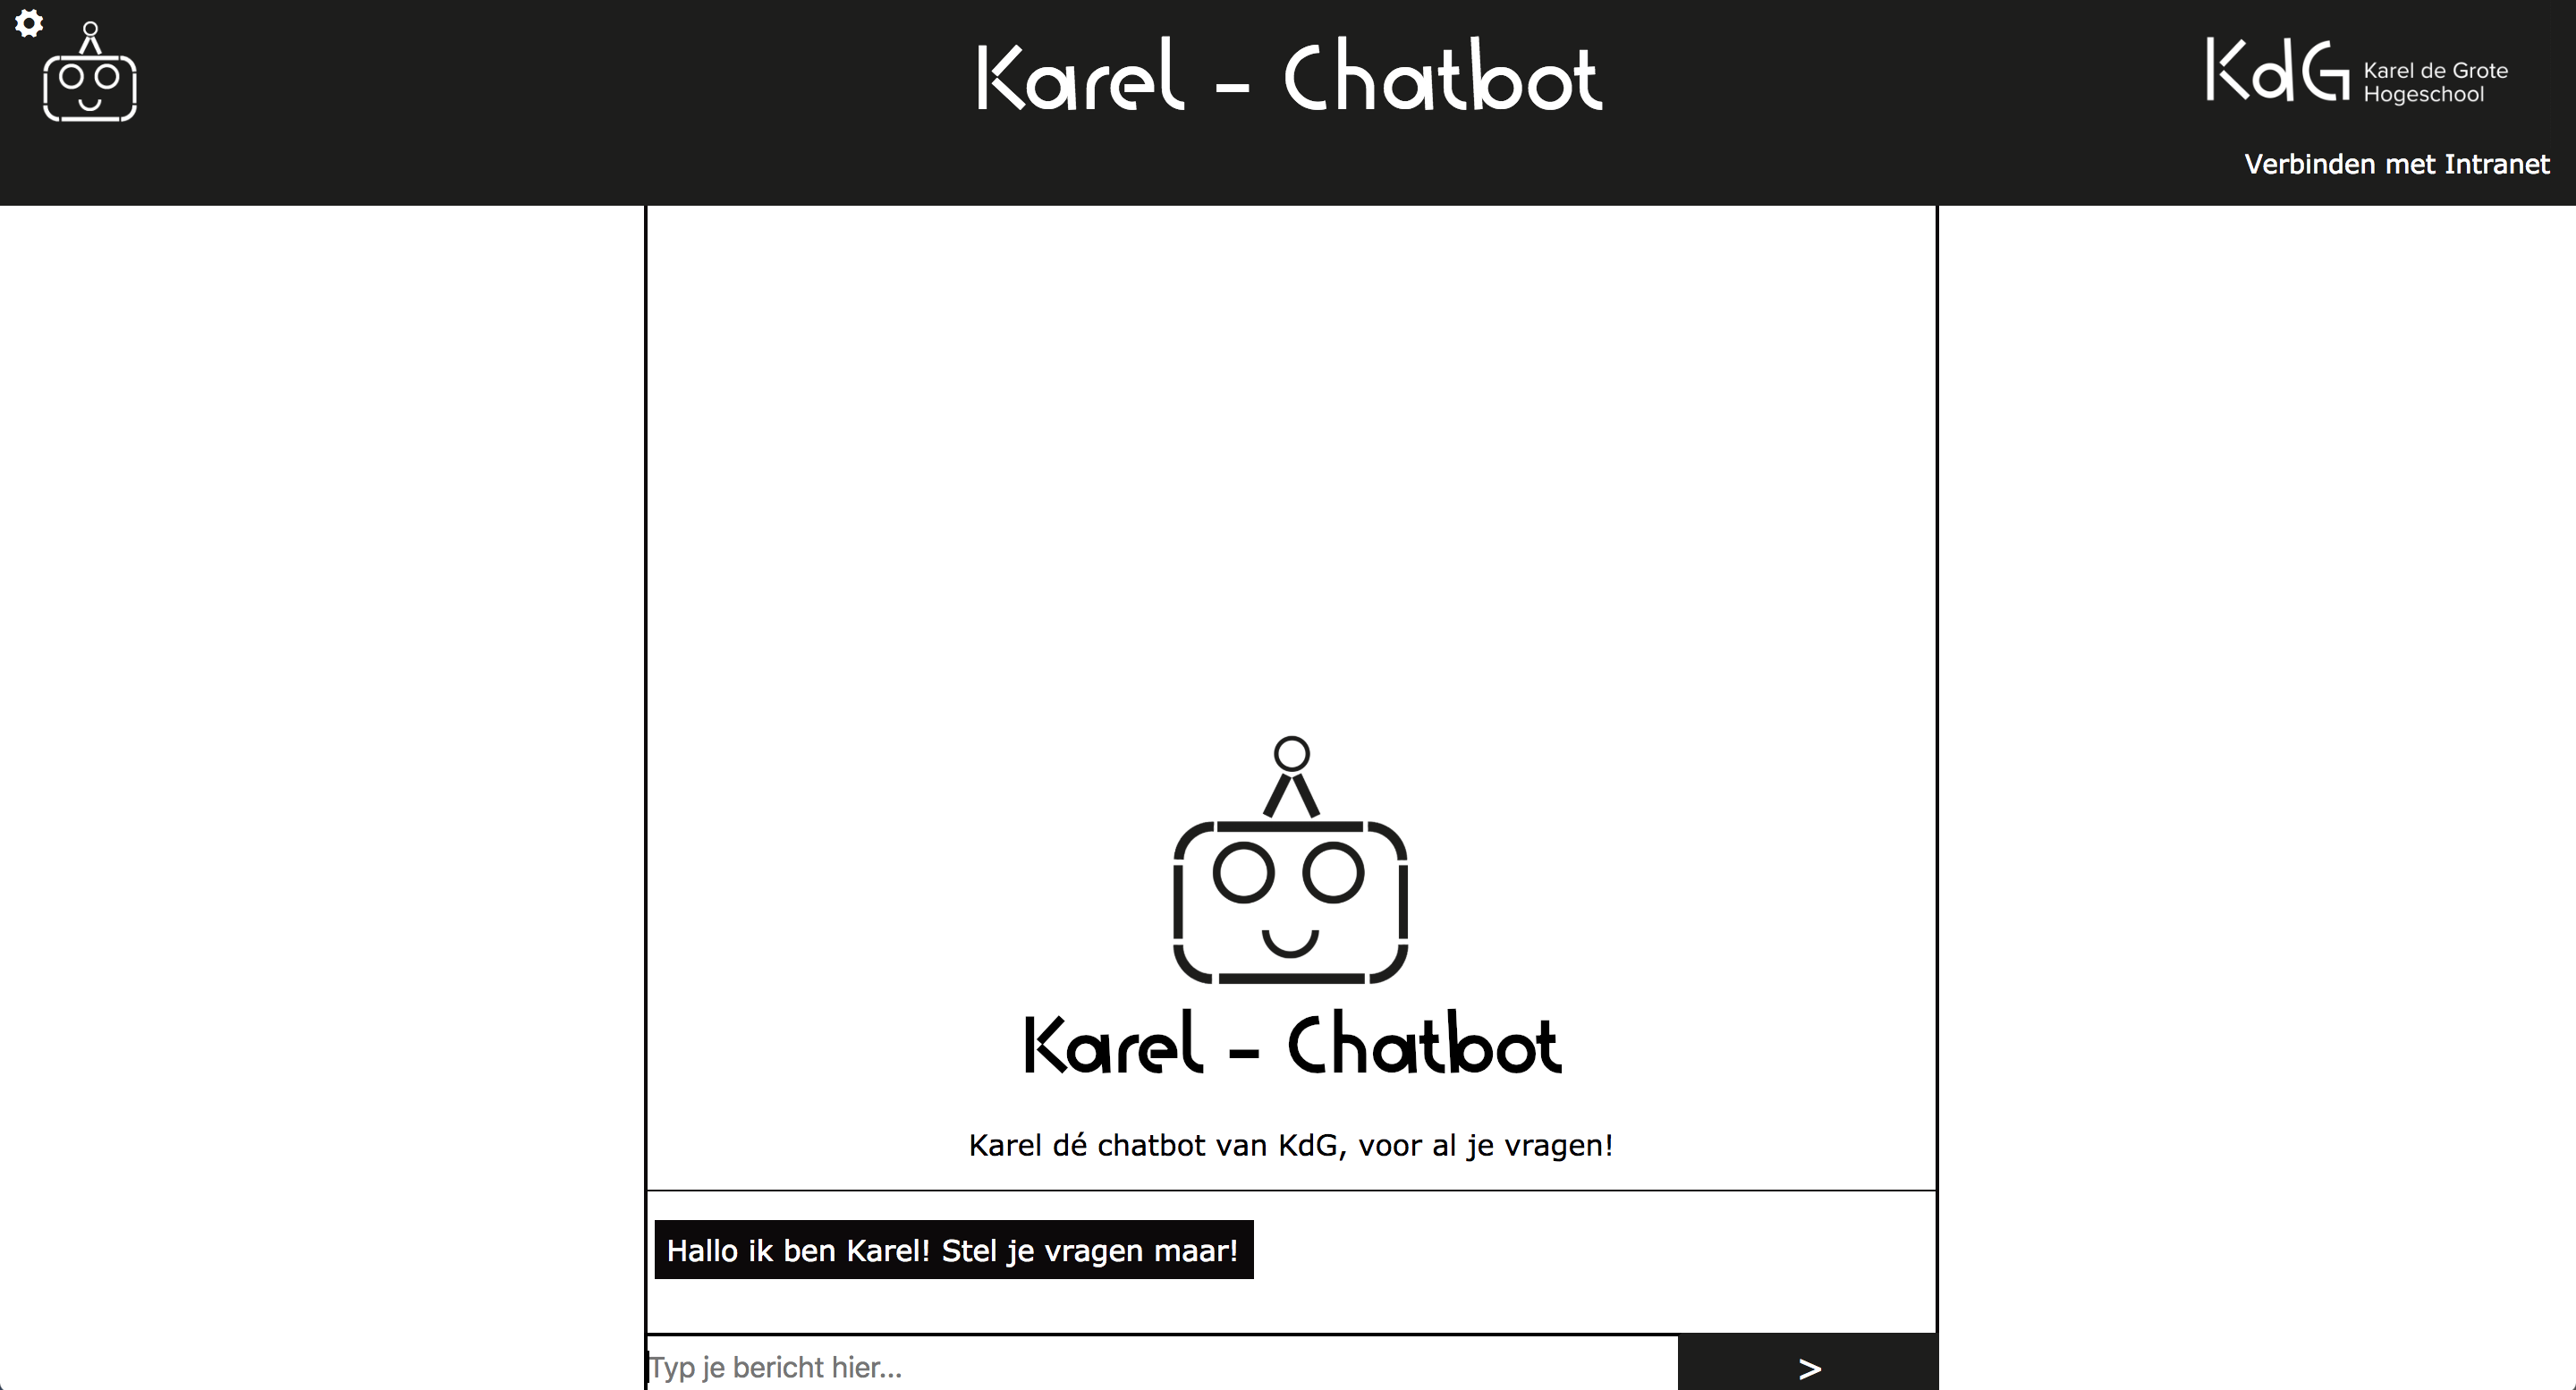 Karel - Chatbot
KdG Karel de Grote
Hogeschool
Verbinden met Intranet
Karel - Chatbot
Karel dé chatbot van KdG, voor al je vragen!
Hallo ik ben Karel! Stel je vragen maar!
Typ je bericht hier...
>